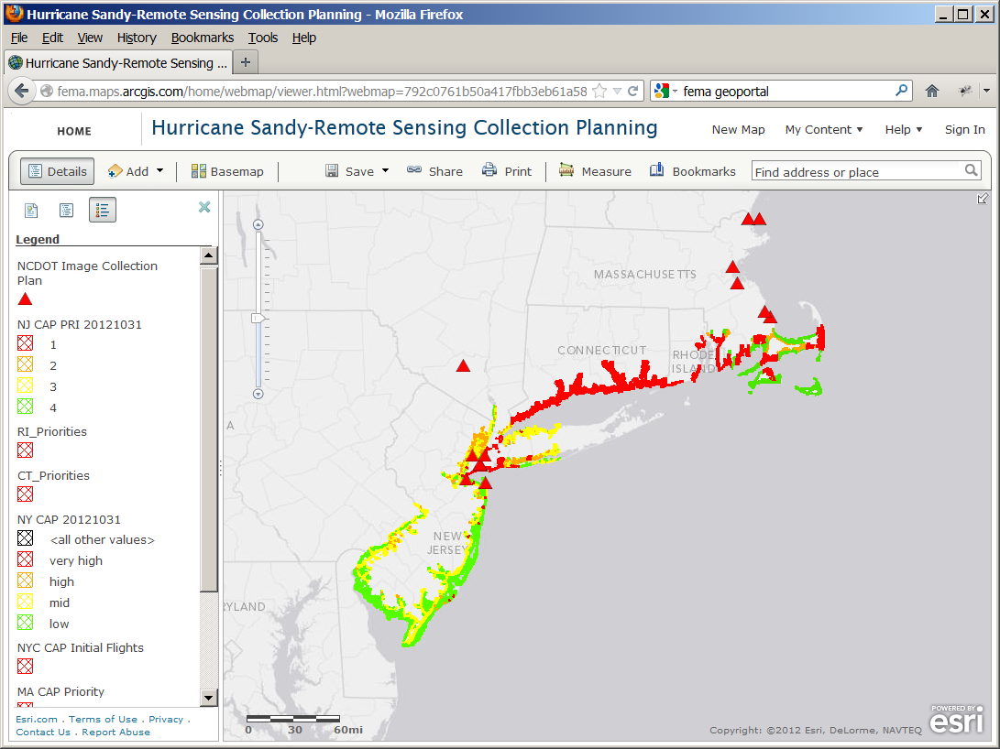 Hurricane Sandy-Remote Sensing Collection Planning - Mozilla Firefox
File Edit View History Bookmarks Tools Help
Hurricane Sandy-Remote Sensing ... +
fema.maps.arcgis.com/home/webmap/viewer.html?webmap=792c0761b50a417fbb3eb61a58
fema geoportal
HOME
Hurricane Sandy-Remote Sensing Collection Planning
New Map My Content Help Sign In
Details Add Basemap Save Share Print Measure Bookmarks Find address or place
Legend
NCDOT Image Collection
Plan
NJ CAP PRI 20121031
1
2
3
4
RI_Priorities
CT_Priorities
NY CAP 20121031
<all other values>
very high
high
mid
low
NYC CAP Initial Flights
MA CAP Priority
Esri.com . Terms of Use . Privacy .
Contact Us . Report Abuse
MASSACHUSETTS
CONNECTICUT
RHODE
ISLAND
A
NEW
JERSEY
RYLAND
0 30 60mi
Copyright: ©2012 Esri, DeLorme, NAVTEQ
POWERED BY
esri